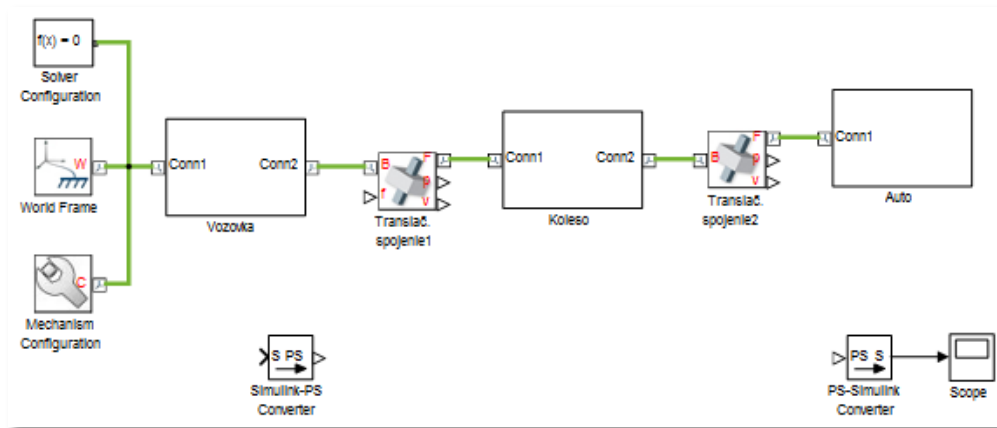 f(x) = 0
Solver
Configuration
W
World Frame
C
Mechanism
Configuration
Conn1 Conn2
Vozovka
B F
f p
v
Translač.
spojenie1
Conn1 Conn2
Koleso
B F
p
v
Translač.
spojenie2
Conn1
Auto
S PS
Simulink-PS
Converter
PS S
PS-Simulink
Converter
Scope